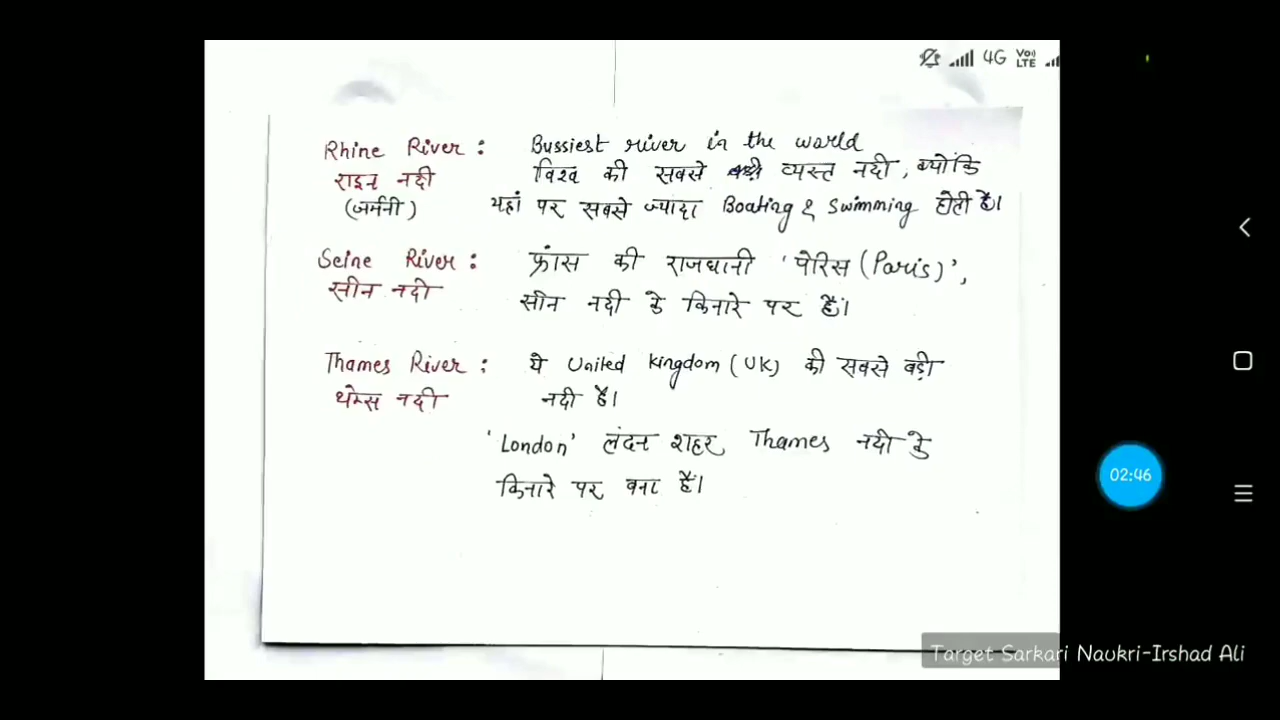 4G VoLTE
Rhine River : Bussiest river in the world
राइन नदी विश्व की सबसे व्यस्त नदी, क्योंकि
(जर्मनी) यहां पर सबसे ज्यादा Boating & Swimming होती है।
Seine River : फ्रांस की राजधानी 'पेरिस (Paris)',
सीन नदी सीन नदी के किनारे पर है।
Thames River : ये United Kingdom (UK) की सबसे बड़ी
थेम्स नदी नदी है।
'London' लंदन शहर Thames नदी के
किनारे पर बना है।
02:46
Target Sarkari Naukri-Irshad Ali